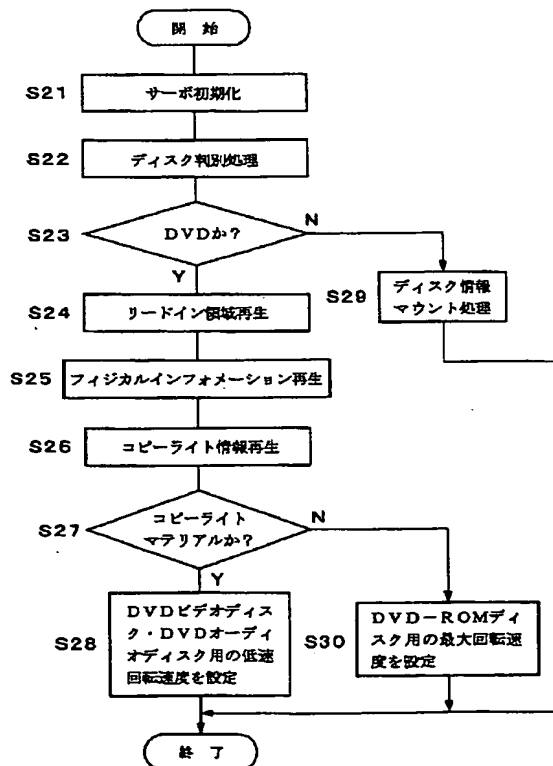 開 始
S21
サーボ初期化
S22
ディスク判別処理
S23
DVDか？
N
Y
S29
ディスク情報
マウント処理
S24
リードイン領域再生
S25
フィジカルインフォメーション再生
S26
コピーライト情報再生
S27
コピーライト
マテリアルか？
N
Y
S28
DVDビデオディス
ク・DVDオーディ
オディスク用の低速
回転速度を設定
S30
DVD－ROMディ
スク用の最大回転速
度を設定
終 了